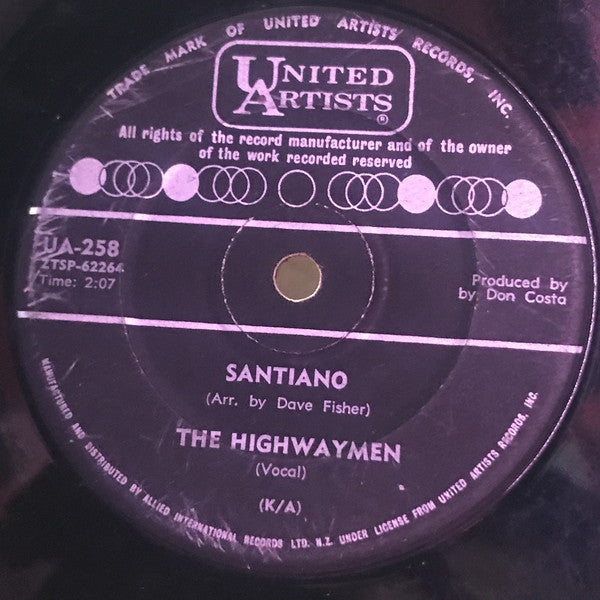 TRADE MARK OF UNITED ARTISTS RECORDS, INC.
UNITED
ARTISTS
®
All rights of the record manufacturer and of the owner
of the work recorded reserved
UA-258
ZTSP-62264
Time: 2:07
Produced by
by Don Costa
SANTIANO
(Arr. by Dave Fisher)
THE HIGHWAYMEN
(Vocal)
(K/A)
MANUFACTURED AND DISTRIBUTED BY ALLIED INTERNATIONAL RECORDS LTD. N.Z. UNDER LICENSE FROM UNITED ARTISTS RECORDS, INC.